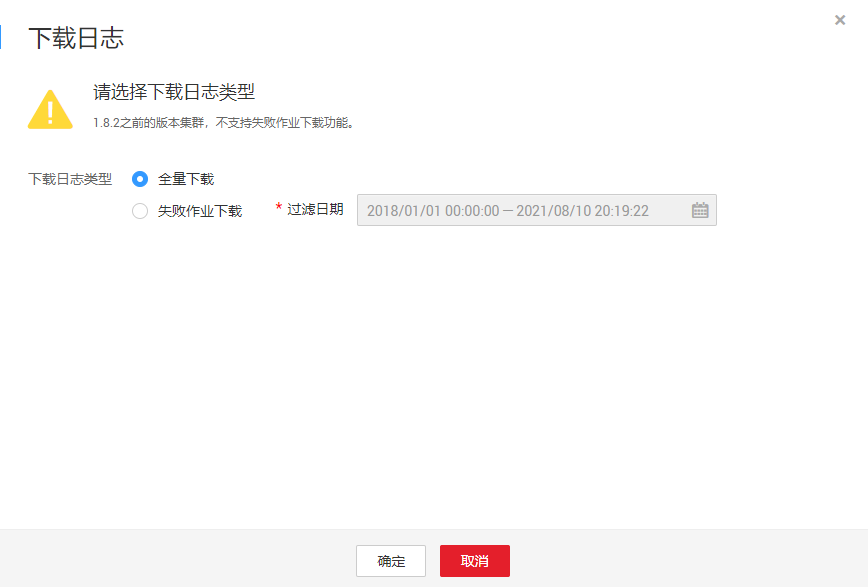 下载日志
请选择下载日志类型
1.8.2之前的版本集群，不支持失败作业下载功能。
下载日志类型 全量下载
失败作业下载 * 过滤日期 2018/01/01 00:00:00 – 2021/08/10 20:19:22
确定 取消